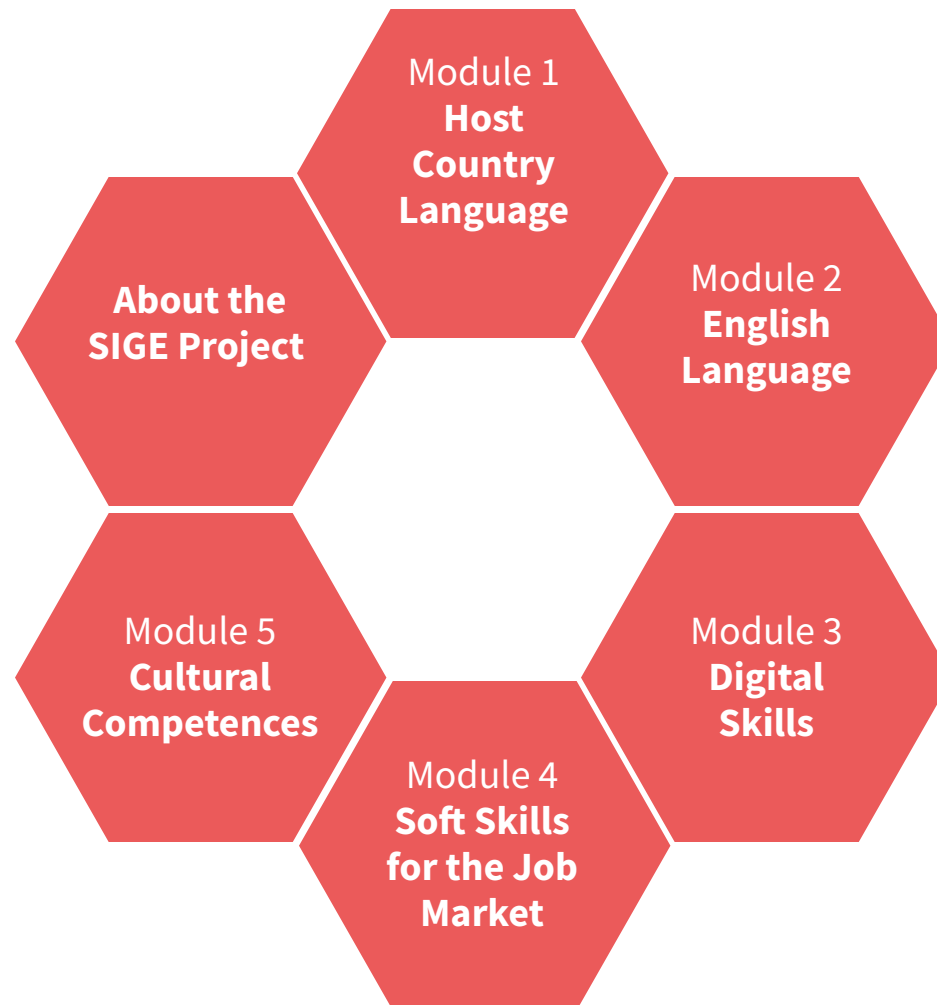 Module 1
Host
Country
Language
Module 2
English
Language
Module 3
Digital
Skills
Module 4
Soft Skills
for the Job
Market
Module 5
Cultural
Competences
About the
SIGE Project